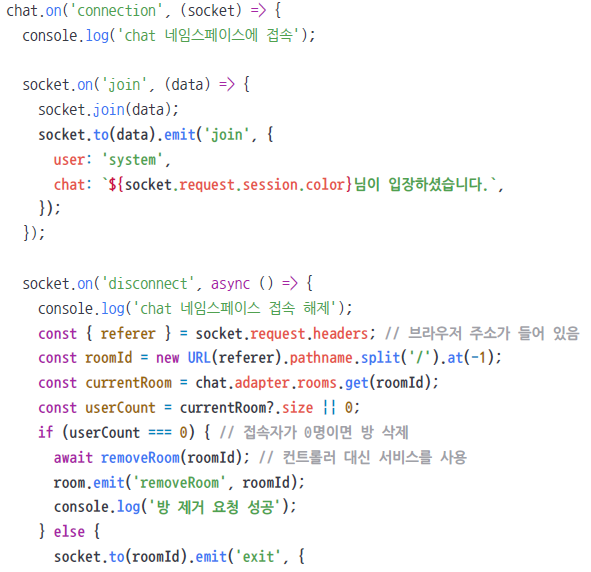 chat.on('connection', (socket) => {
  console.log('chat 네임스페이스에 접속');

  socket.on('join', (data) => {
    socket.join(data);
    socket.to(data).emit('join', {
      user: 'system',
      chat: `${socket.request.session.color}님이 입장하셨습니다.`,
    });
  });

  socket.on('disconnect', async () => {
    console.log('chat 네임스페이스 접속 해제');
    const { referer } = socket.request.headers; // 브라우저 주소가 들어 있음
    const roomId = new URL(referer).pathname.split('/').at(-1);
    const currentRoom = chat.adapter.rooms.get(roomId);
    const userCount = currentRoom?.size || 0;
    if (userCount === 0) { // 접속자가 0명이면 방 삭제
      await removeRoom(roomId); // 컨트롤러 대신 서비스를 사용
      room.emit('removeRoom', roomId);
      console.log('방 제거 요청 성공');
    } else {
      socket.to(roomId).emit('exit', {